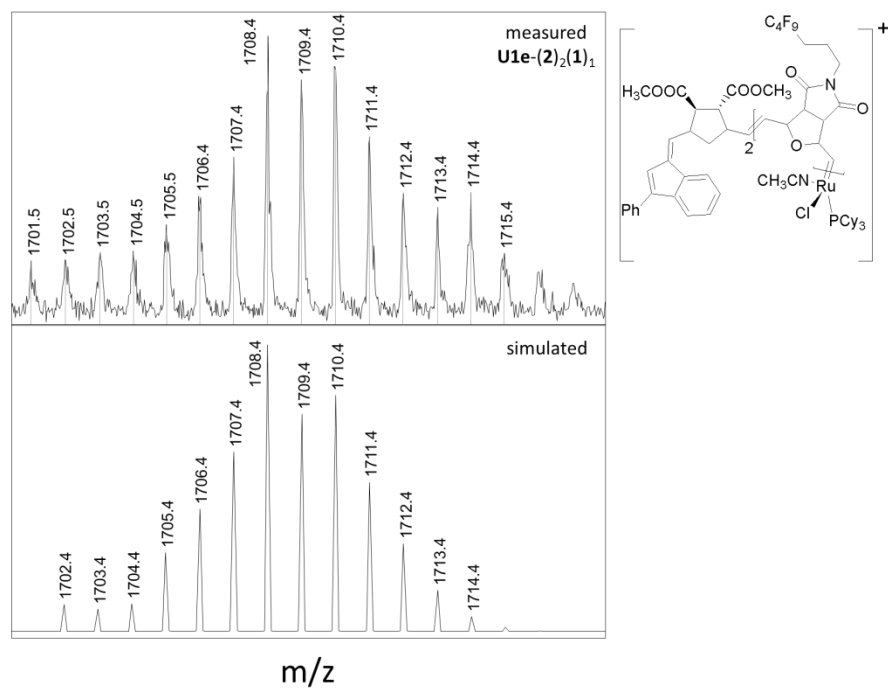 measured
U1e-(2)₂(1)₁
1701.5
1702.5
1703.5
1704.5
1705.5
1706.4
1707.4
1708.4
1709.4
1710.4
1711.4
1712.4
1713.4
1714.4
1715.4
simulated
1702.4
1703.4
1704.4
1705.4
1706.4
1707.4
1708.4
1709.4
1710.4
1711.4
1712.4
1713.4
1714.4
m/z
C₄F₉
+
O
N
H₃COOC
COOCH₃
O
2
O
CH₃CN
Ru
Ph
Cl
PCy₃